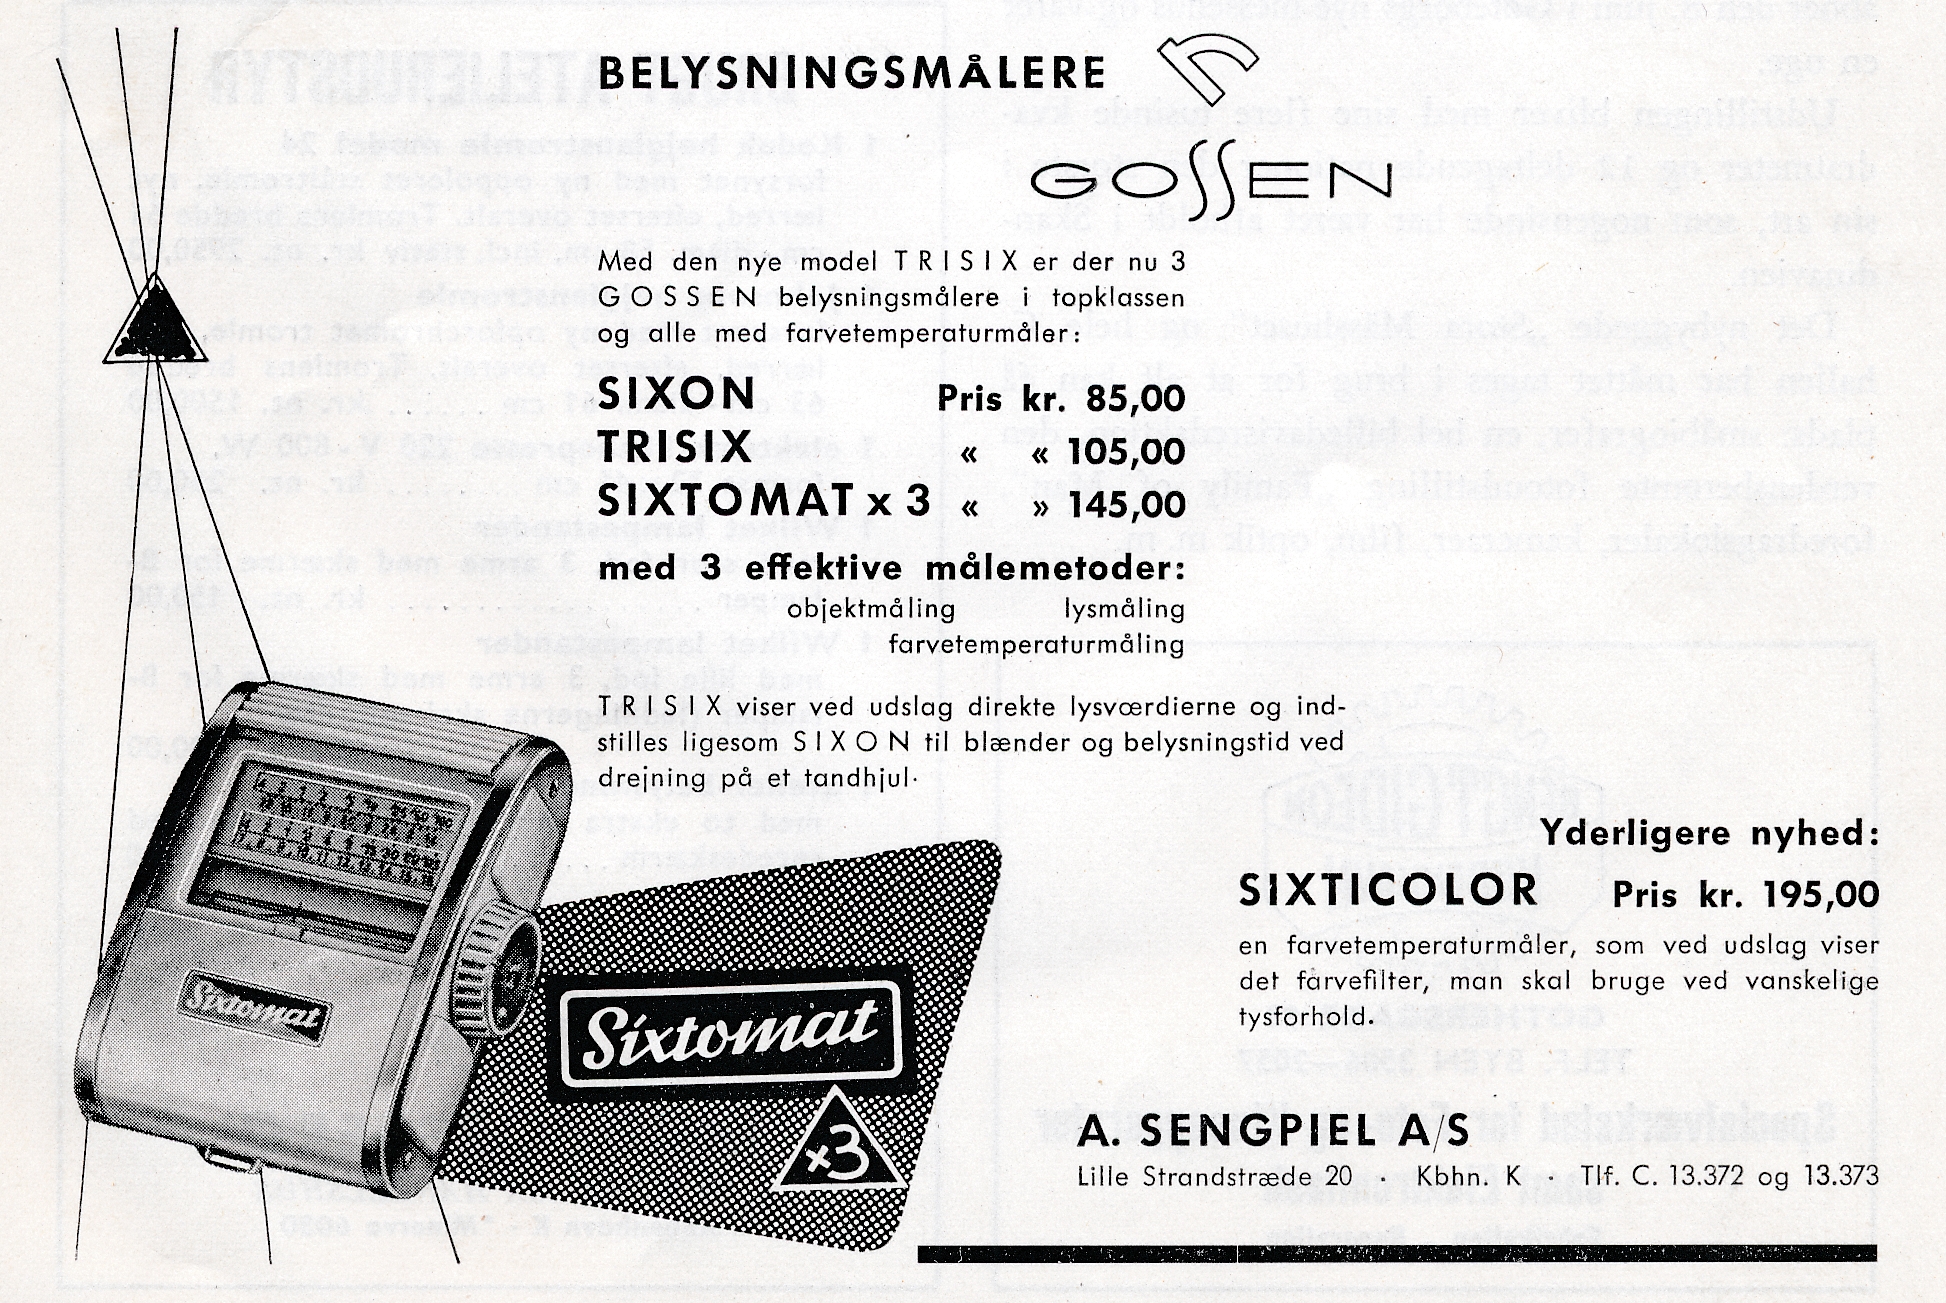 BELYSNINGSMÅLERE
GOSSEN
Med den nye model TRISIX er der nu 3
GOSSEN belysningsmålere i topklassen
og alle med farvetemperaturmåler:
SIXON Pris kr. 85,00
TRISIX « « 105,00
SIXTOMAT x 3 « » 145,00
med 3 effektive målemetoder:
objektmåling lysmåling
farvetemperaturmåling
TRISIX viser ved udslag direkte lysværdierne og ind-
stilles ligesom SIXON til blænder og belysningstid ved
drejning på et tandhjul.
Yderligere nyhed:
SIXTICOLOR Pris kr. 195,00
en farvetemperaturmåler, som ved udslag viser
det farvefilter, man skal bruge ved vanskelige
tysforhold.
Sixtomat
Sixtomat
x3
A. SENGPIEL A/S
Lille Strandstræde 20 · Kbhn. K · Tlf. C. 13.372 og 13.373